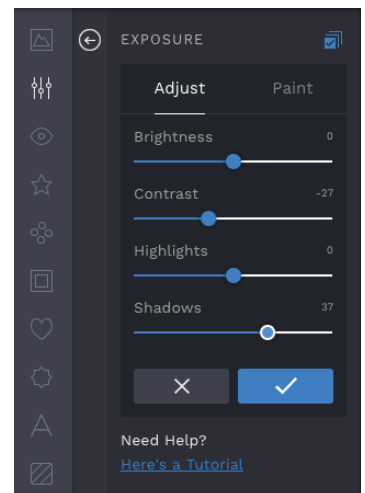 EXPOSURE
Adjust Paint
Brightness 0
Contrast -27
Highlights 0
Shadows 37
Need Help?
Here's a Tutorial